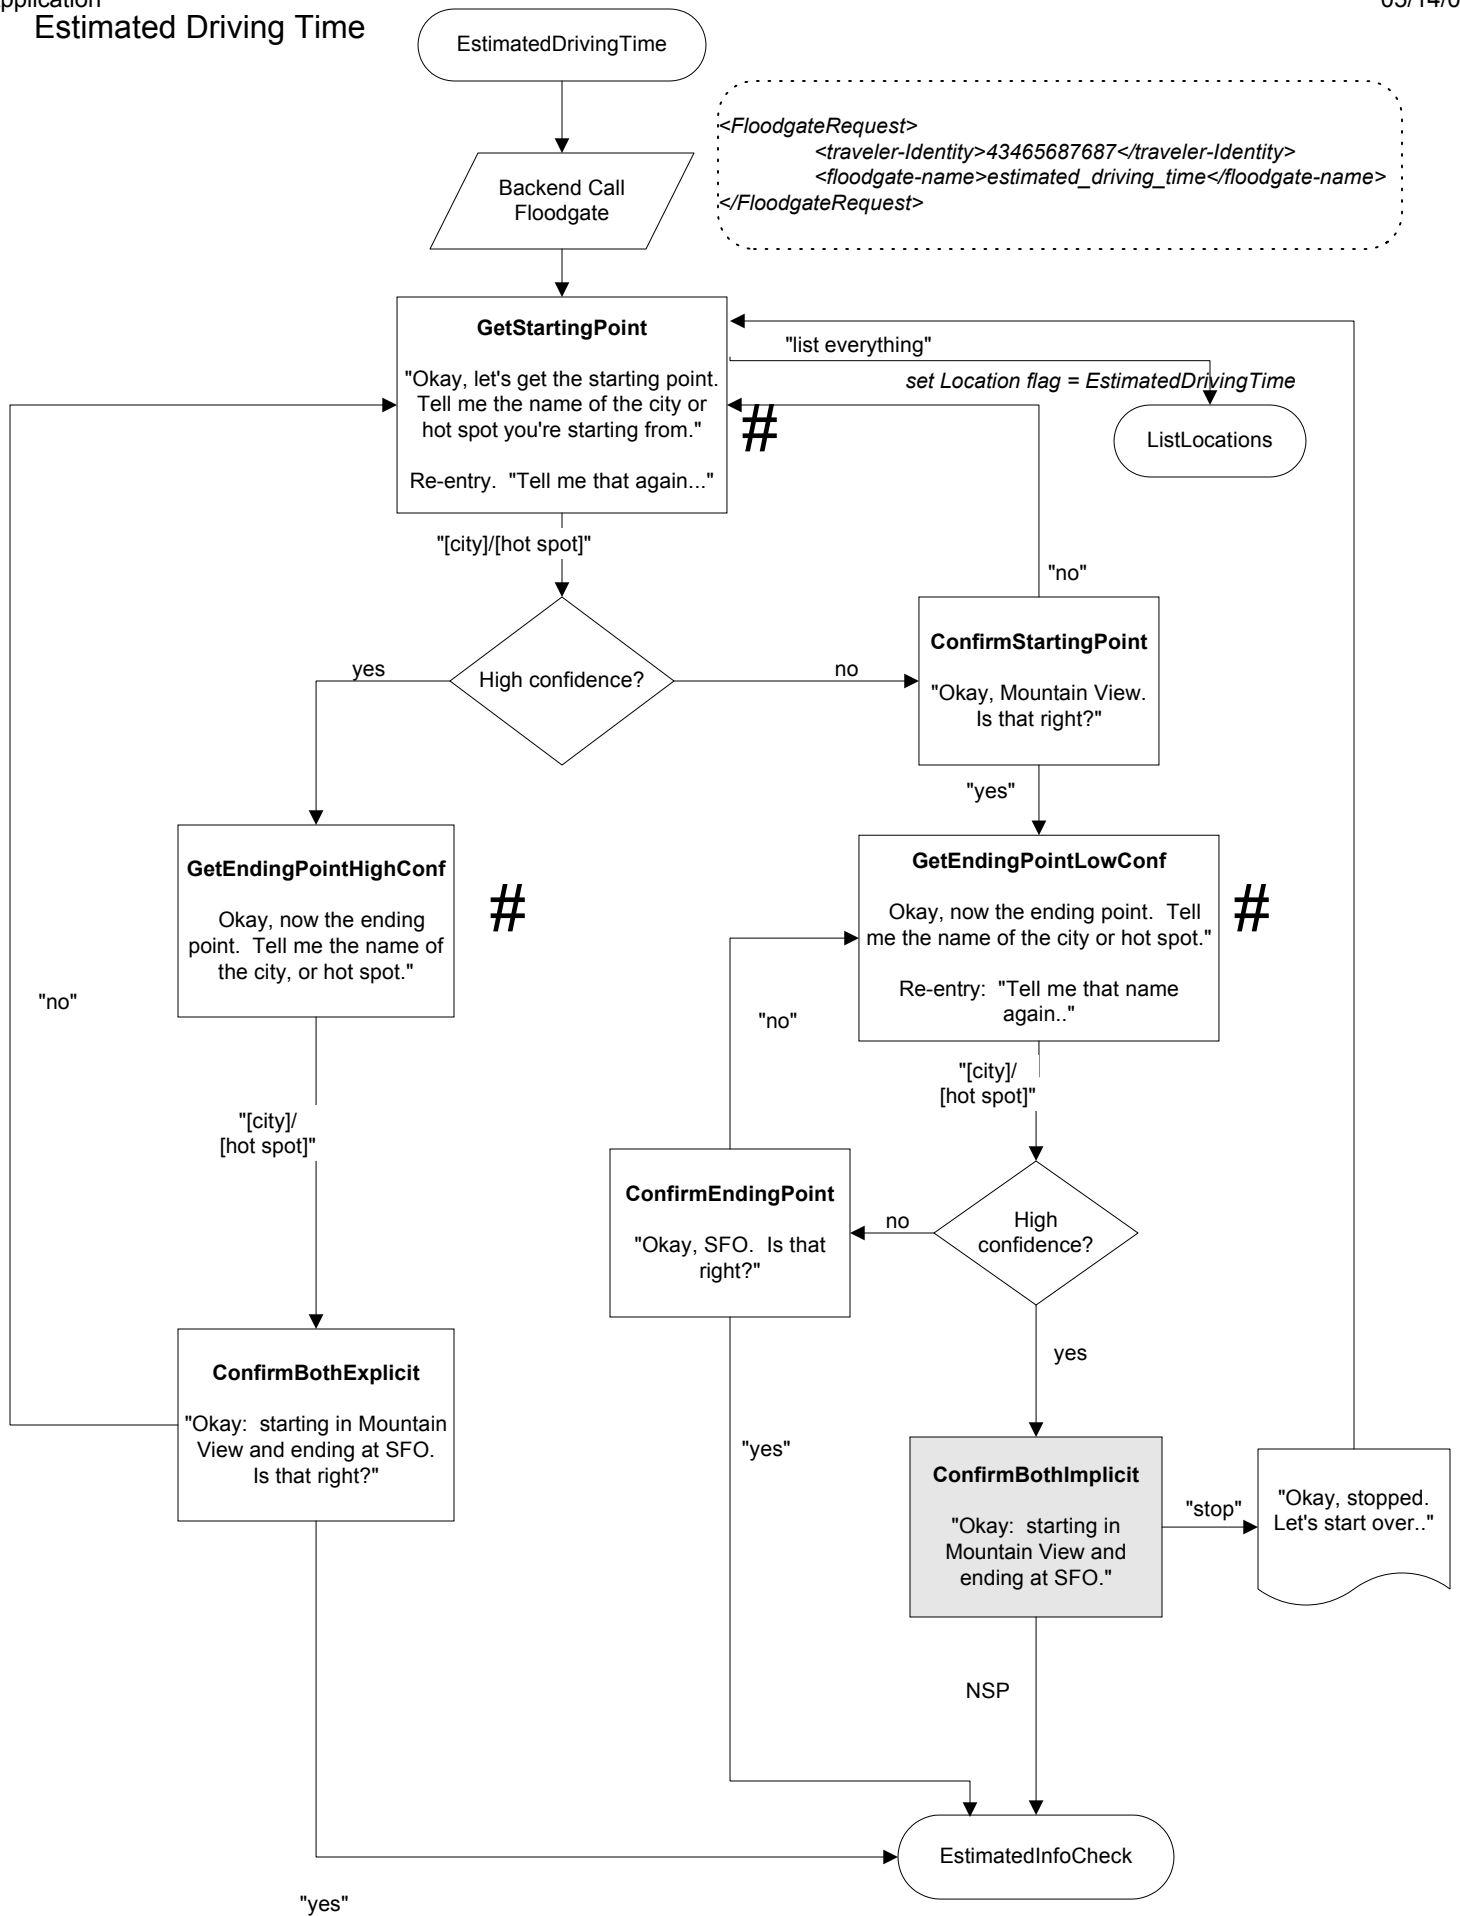 Estimated Driving Time
EstimatedDrivingTime
<FloodgateRequest>
<traveler-Identity>43465687687</traveler-Identity>
<floodgate-name>estimated_driving_time</floodgate-name>
</FloodgateRequest>
Backend Call
Floodgate
GetStartingPoint
"Okay, let's get the starting point.
Tell me the name of the city or
hot spot you're starting from."
Re-entry.  "Tell me that again..."
#
"list everything"
set Location flag = EstimatedDrivingTime
ListLocations
"[city]/[hot spot]"
"no"
High confidence?
yes
no
ConfirmStartingPoint
"Okay, Mountain View.
Is that right?"
"yes"
GetEndingPointHighConf
Okay, now the ending
point.  Tell me the name of
the city, or hot spot."
#
GetEndingPointLowConf
Okay, now the ending point.  Tell
me the name of the city or hot spot."
Re-entry:  "Tell me that name
again.."
#
"no"
"no"
"[city]/
[hot spot]"
"[city]/
[hot spot]"
ConfirmEndingPoint
"Okay, SFO.  Is that
right?"
no
High
confidence?
yes
ConfirmBothExplicit
"Okay:  starting in Mountain
View and ending at SFO.
Is that right?"
"yes"
ConfirmBothImplicit
"Okay:  starting in
Mountain View and
ending at SFO."
"stop"
"Okay, stopped.
Let's start over.."
NSP
EstimatedInfoCheck
"yes"